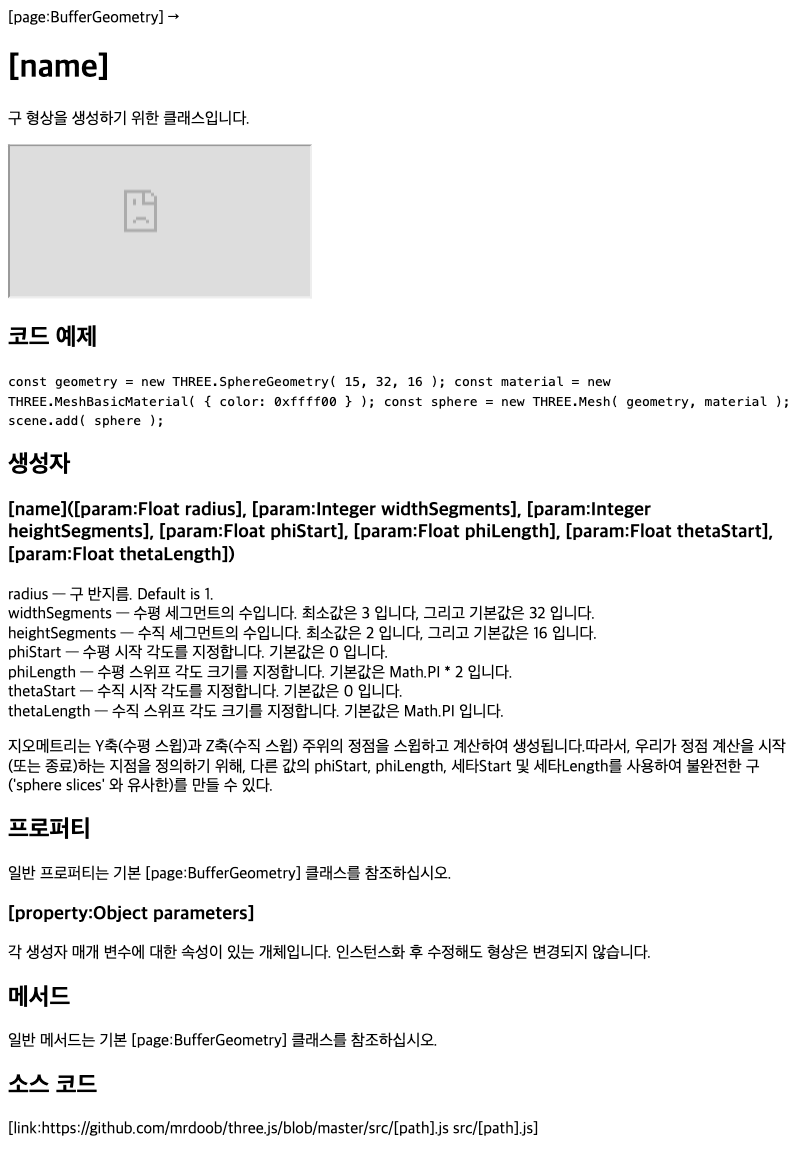 [page:BufferGeometry] →
[name]
구 형상을 생성하기 위한 클래스입니다.
코드 예제
const geometry = new THREE.SphereGeometry( 15, 32, 16 ); const material = new
THREE.MeshBasicMaterial( { color: 0xffff00 } ); const sphere = new THREE.Mesh( geometry, material );
scene.add( sphere );
생성자
[name]([param:Float radius], [param:Integer widthSegments], [param:Integer
heightSegments], [param:Float phiStart], [param:Float phiLength], [param:Float thetaStart],
[param:Float thetaLength])
radius — 구 반지름. Default is 1.
widthSegments — 수평 세그먼트의 수입니다. 최소값은 3 입니다, 그리고 기본값은 32 입니다.
heightSegments — 수직 세그먼트의 수입니다. 최소값은 2 입니다, 그리고 기본값은 16 입니다.
phiStart — 수평 시작 각도를 지정합니다. 기본값은 0 입니다.
phiLength — 수평 스위프 각도 크기를 지정합니다. 기본값은 Math.PI * 2 입니다.
thetaStart — 수직 시작 각도를 지정합니다. 기본값은 0 입니다.
thetaLength — 수직 스위프 각도 크기를 지정합니다. 기본값은 Math.PI 입니다.
지오메트리는 Y축(수평 스윕)과 Z축(수직 스윕) 주위의 정점을 스윕하고 계산하여 생성됩니다.따라서, 우리가 정점 계산을 시작
(또는 종료)하는 지점을 정의하기 위해, 다른 값의 phiStart, phiLength, 세타Start 및 세타Length를 사용하여 불완전한 구
('sphere slices' 와 유사한)를 만들 수 있다.
프로퍼티
일반 프로퍼티는 기본 [page:BufferGeometry] 클래스를 참조하십시오.
[property:Object parameters]
각 생성자 매개 변수에 대한 속성이 있는 개체입니다. 인스턴스화 후 수정해도 형상은 변경되지 않습니다.
메서드
일반 메서드는 기본 [page:BufferGeometry] 클래스를 참조하십시오.
소스 코드
[link:https://github.com/mrdoob/three.js/blob/master/src/[path].js src/[path].js]